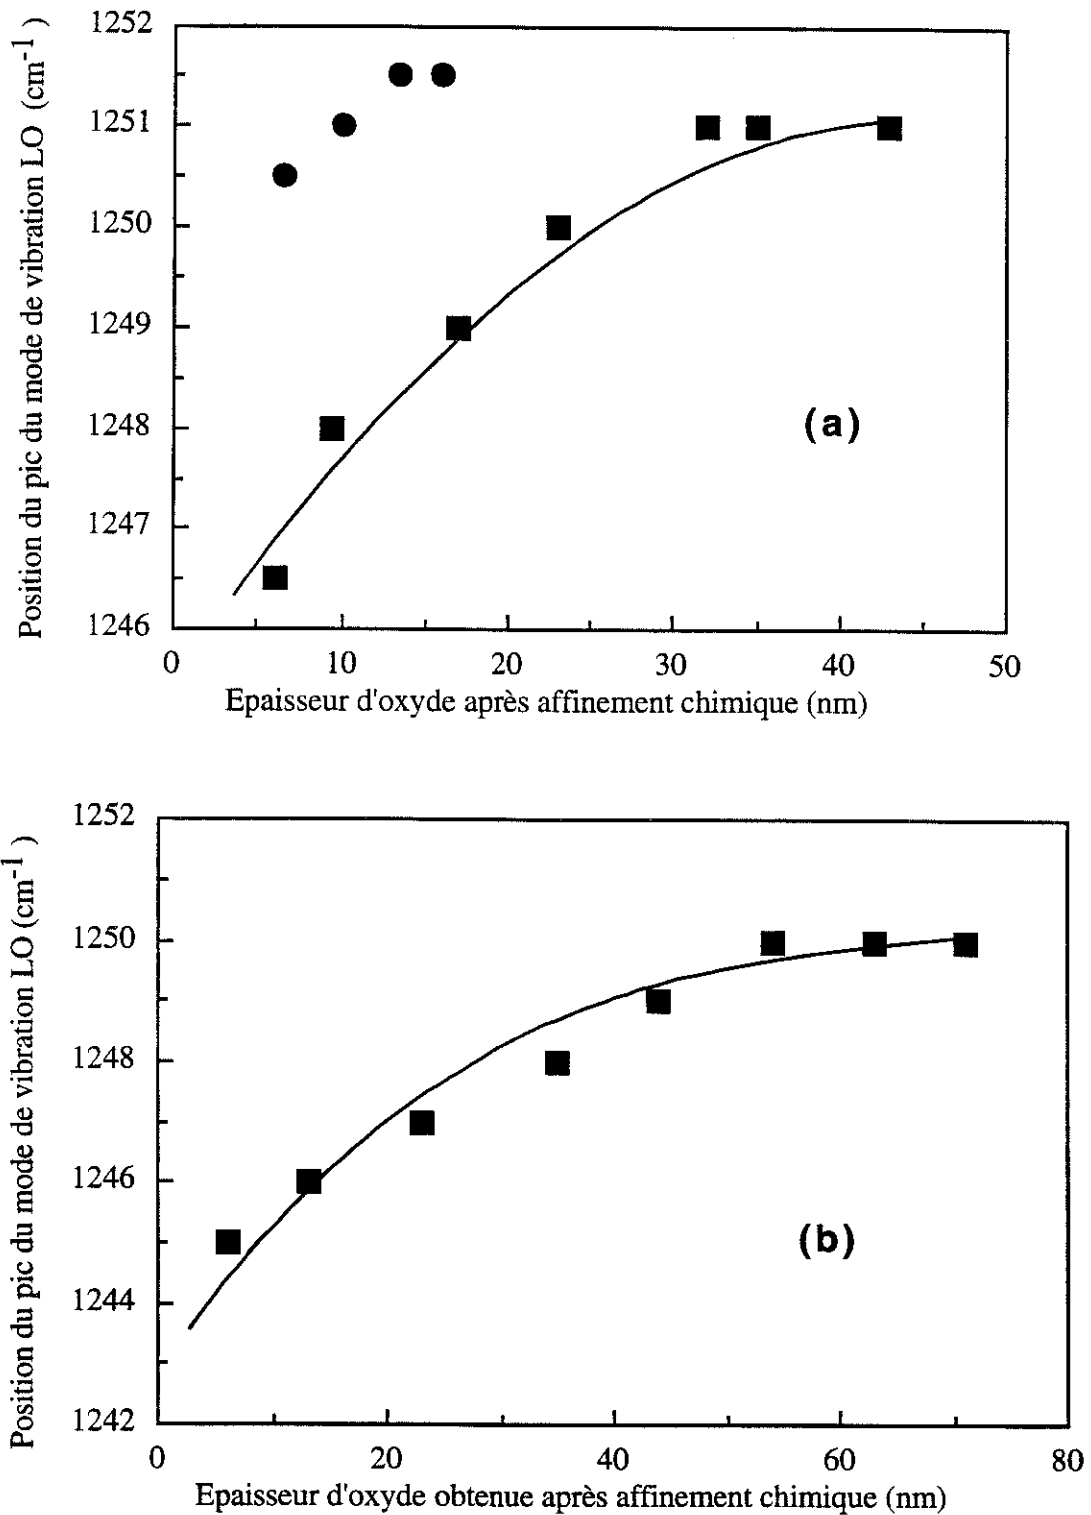 Position du pic du mode de vibration LO (cm-1)
1252
1251
1250
1249
1248
1247
1246
(a)
0 10 20 30 40 50
Epaisseur d'oxyde après affinement chimique (nm)
Position du pic du mode de vibration LO (cm-1)
1252
1250
1248
1246
1244
1242
(b)
0 20 40 60 80
Epaisseur d'oxyde obtenue après affinement chimique (nm)